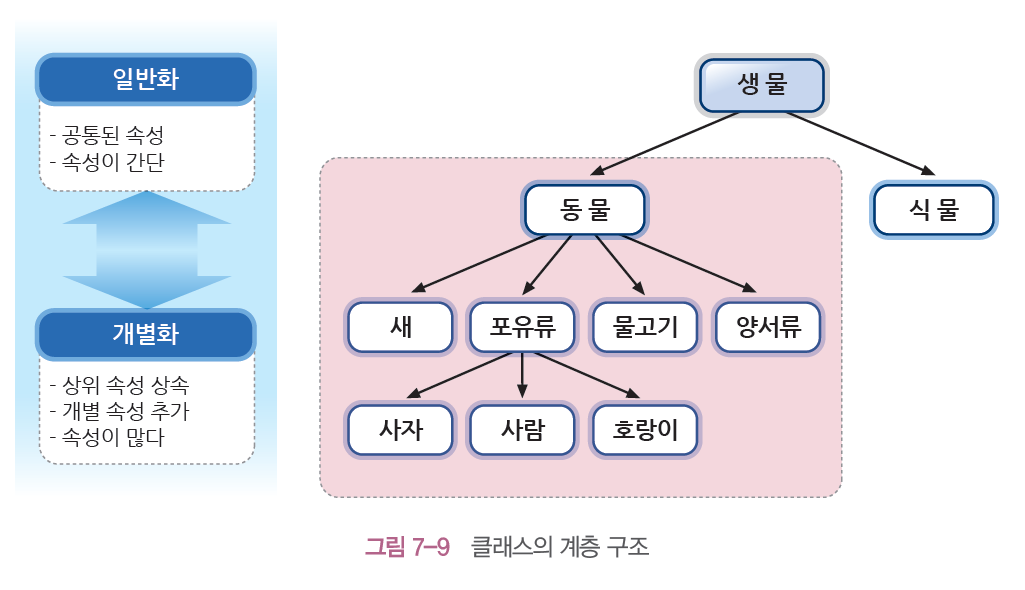 일반화
- 공통된 속성
- 속성이 간단
개별화
- 상위 속성 상속
- 개별 속성 추가
- 속성이 많다
생 물
동 물
식 물
새
포유류
물고기
양서류
사자
사람
호랑이
그림 7-9 클래스의 계층 구조